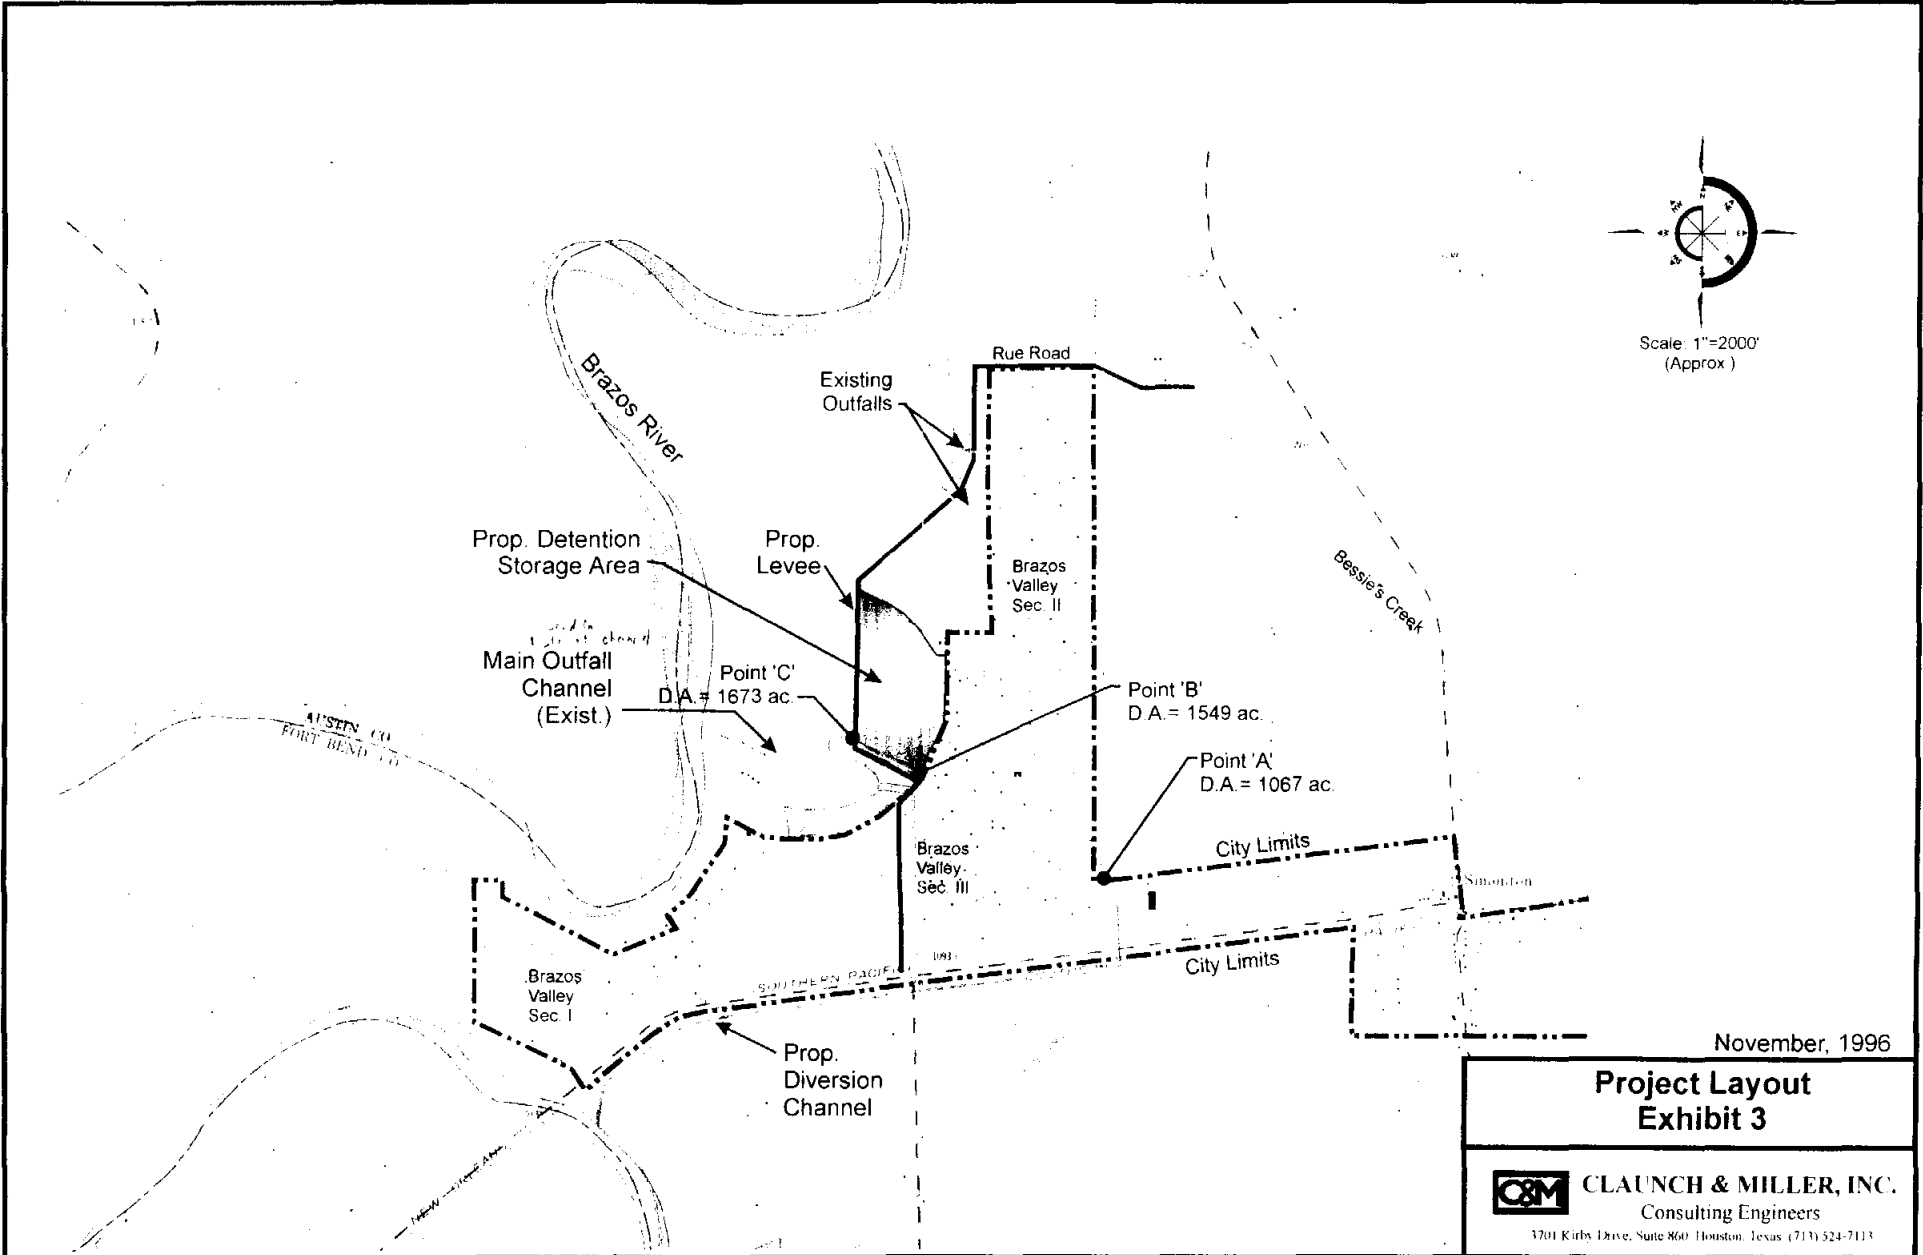 Scale: 1"=2000'
(Approx.)
Rue Road
Existing
Outfalls
Brazos River
Prop. Detention
Storage Area
Prop.
Levee
Brazos
Valley
Sec. II
Bessie's Creek
channel
Main Outfall
Channel
(Exist.)
Point 'C'
D.A.= 1673 ac.
Point 'B'
D.A.= 1549 ac.
Point 'A'
D.A.= 1067 ac.
AUSTIN CO
FORT BEND CO
City Limits
Brazos
Valley
Sec. III
Simonton
1093
SOUTHERN PACIFIC
City Limits
Brazos
Valley
Sec. I
Prop.
Diversion
Channel
November, 1996
Project Layout
Exhibit 3
C&M
CLAUNCH & MILLER, INC.
Consulting Engineers
3701 Kirby Drive, Suite 860 Houston, Texas (713) 524-7113